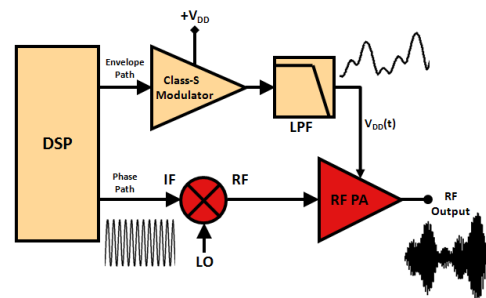 +VDD
Envelope
Path
Class-S
Modulator
LPF
VDD(t)
DSP
Phase
Path
IF
RF
LO
RF PA
RF
Output